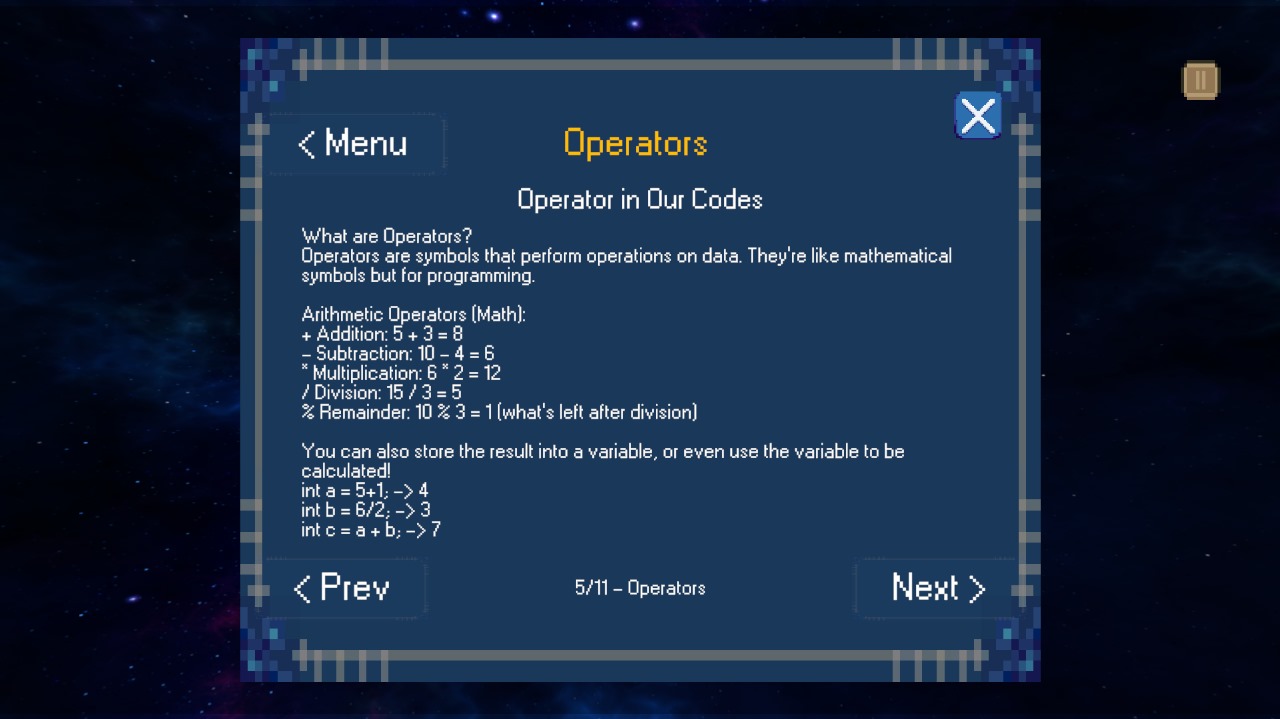 < Menu
Operators
Operator in Our Codes
What are Operators?
Operators are symbols that perform operations on data. They're like mathematical
symbols but for programming.
Arithmetic Operators (Math):
+ Addition: 5 + 3 = 8
- Subtraction: 10 - 4 = 6
* Multiplication: 6 * 2 = 12
/ Division: 15 / 3 = 5
% Remainder: 10 % 3 = 1 (what's left after division)
You can also store the result into a variable, or even use the variable to be
calculated!
int a = 5+1; -> 4
int b = 6/2; -> 3
int c = a + b; -> 7
< Prev
5/11 - Operators
Next >